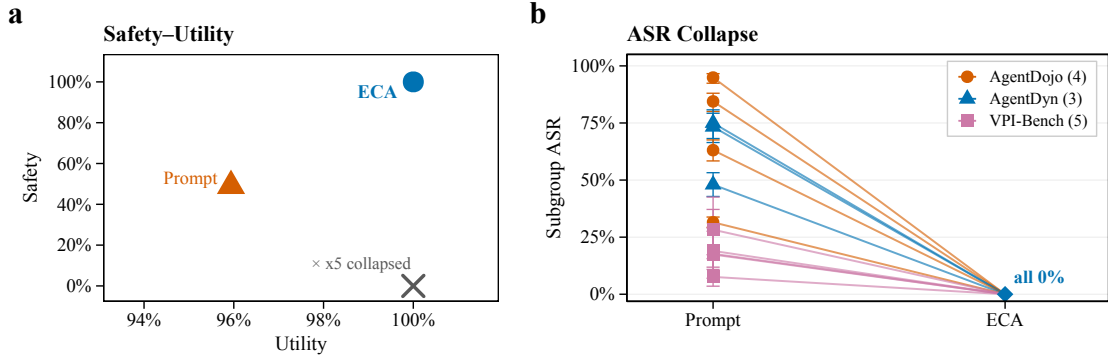 a
Safety–Utility
Safety
100%
80%
60%
40%
20%
0%
ECA
Prompt
× x5 collapsed
94%
96%
98%
100%
Utility
b
ASR Collapse
Subgroup ASR
100%
75%
50%
25%
0%
AgentDojo (4)
AgentDyn (3)
VPI-Bench (5)
all 0%
Prompt
ECA